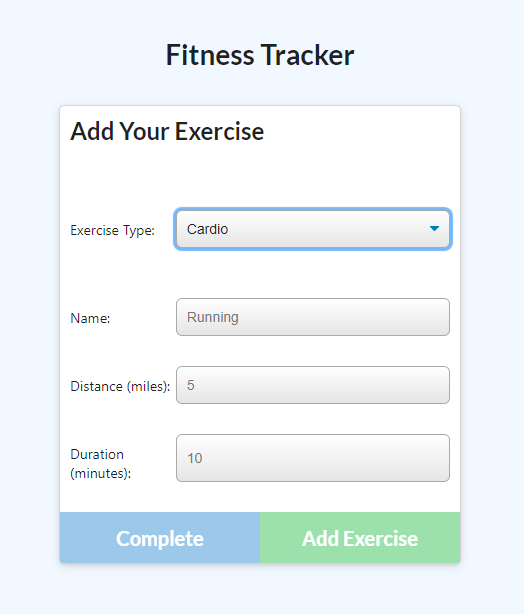 Fitness Tracker
Add Your Exercise
Exercise Type: Cardio
Name: Running
Distance (miles): 5
Duration
(minutes): 10
Complete Add Exercise